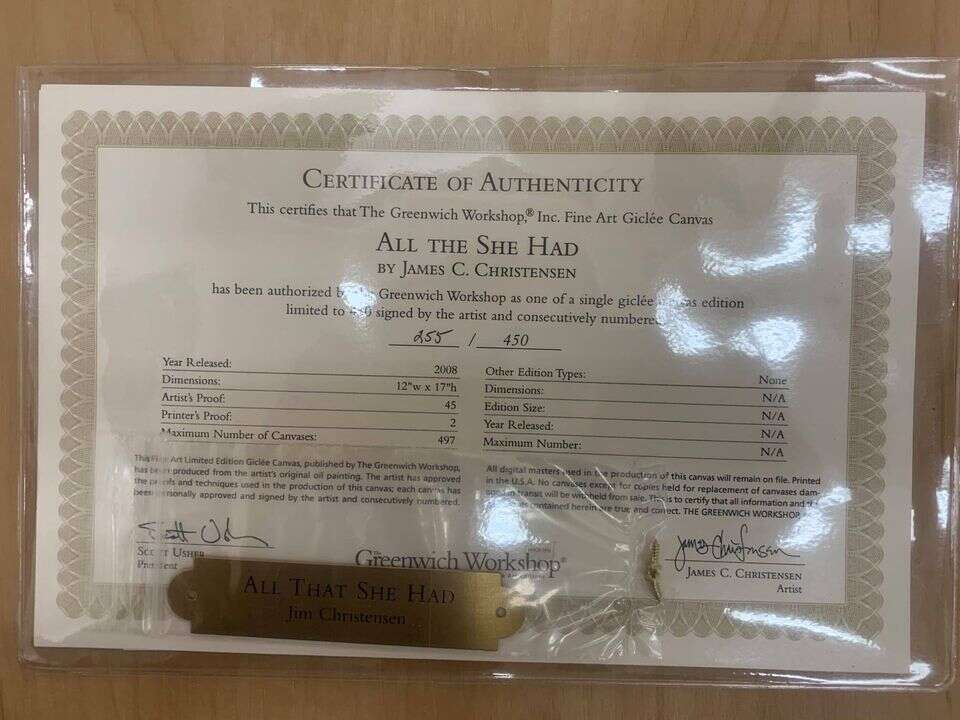 CERTIFICATE OF AUTHENTICITY
This certifies that The Greenwich Workshop,® Inc. Fine Art Giclée Canvas
ALL THE SHE HAD
BY JAMES C. CHRISTENSEN
has been authorized Greenwich Workshop as one of a single giclée edition
limited to signed by the artist and consecutively numbered
255 / 450
Year Released: 2008
Dimensions: 12"w x 17"h
Artist's Proof: 45
Printer's Proof: 2
Maximum Number of Canvases: 497
Other Edition Types: None
Dimensions: N/A
Edition Size: N/A
Year Released: N/A
Maximum Number: N/A
This Fine Art Limited Edition Giclée Canvas, published by The Greenwich Workshop,
has been reproduced from the artist's original oil painting. The artist has approved
the proofs and techniques used in the production of this canvas; each canvas has
been personally approved and signed by the artist and consecutively numbered.
All digital masters used in the production of this canvas will remain on file. Printed
in the U.S.A. No canvases except for copies held for replacement of canvases dam-
aged in transit will be withheld from sale. This is to certify that all information and
contained herein are true and correct. THE GREENWICH WORKSHOP
Scott Usher
SCOTT USHER
President
The Greenwich Workshop®
James Christensen
JAMES C. CHRISTENSEN
Artist
ALL THAT SHE HAD
Jim Christensen